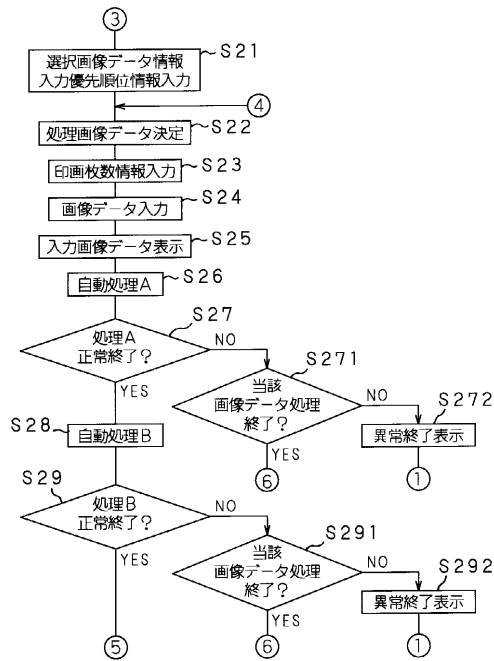 ③
S21
選択画像データ情報
入力優先順位情報入力
④
処理画像データ決定
S22
印画枚数情報入力
S23
画像データ入力
S24
入力画像データ表示
S25
自動処理A
S26
処理A
正常終了?
S27
NO
YES
当該
画像データ処理
終了?
S271
NO
YES
⑥
異常終了表示
S272
①
S28
自動処理B
S29
処理B
正常終了?
NO
YES
⑤
当該
画像データ処理
終了?
S291
NO
YES
⑥
異常終了表示
S292
①